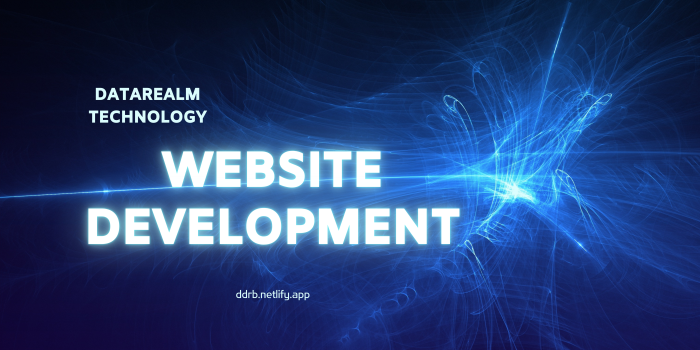 DATAREALM
TECHNOLOGY
WEBSITE
DEVELOPMENT
ddrb.netlify.app